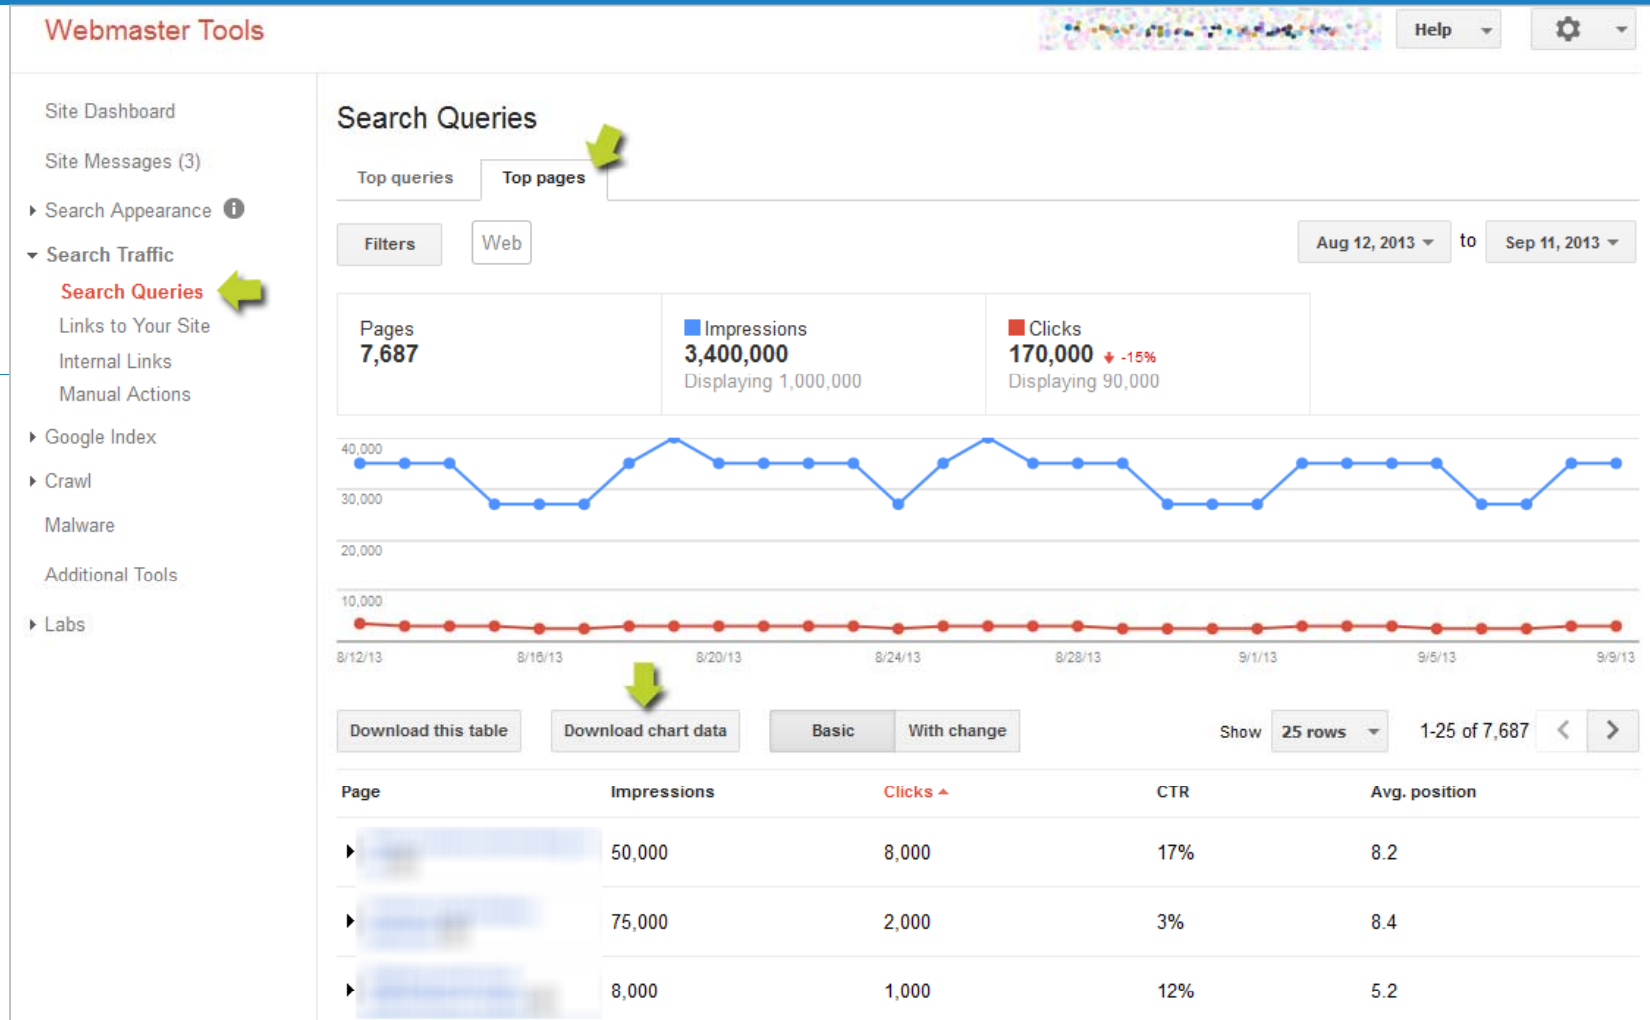 Webmaster Tools
Help
Site Dashboard
Site Messages (3)
Search Appearance
Search Traffic
Search Queries
Links to Your Site
Internal Links
Manual Actions
Google Index
Crawl
Malware
Additional Tools
Labs
Search Queries
Top queries Top pages
Filters Web Aug 12, 2013 to Sep 11, 2013
Pages Impressions Clicks
7,687 3,400,000 170,000 -15%
Displaying 1,000,000 Displaying 90,000
40,000
30,000
20,000
10,000
8/12/13 8/16/13 8/20/13 8/24/13 8/28/13 9/1/13 9/5/13 9/9/13
Download this table Download chart data Basic With change Show 25 rows 1-25 of 7,687
Page Impressions Clicks CTR Avg. position
50,000 8,000 17% 8.2
75,000 2,000 3% 8.4
8,000 1,000 12% 5.2